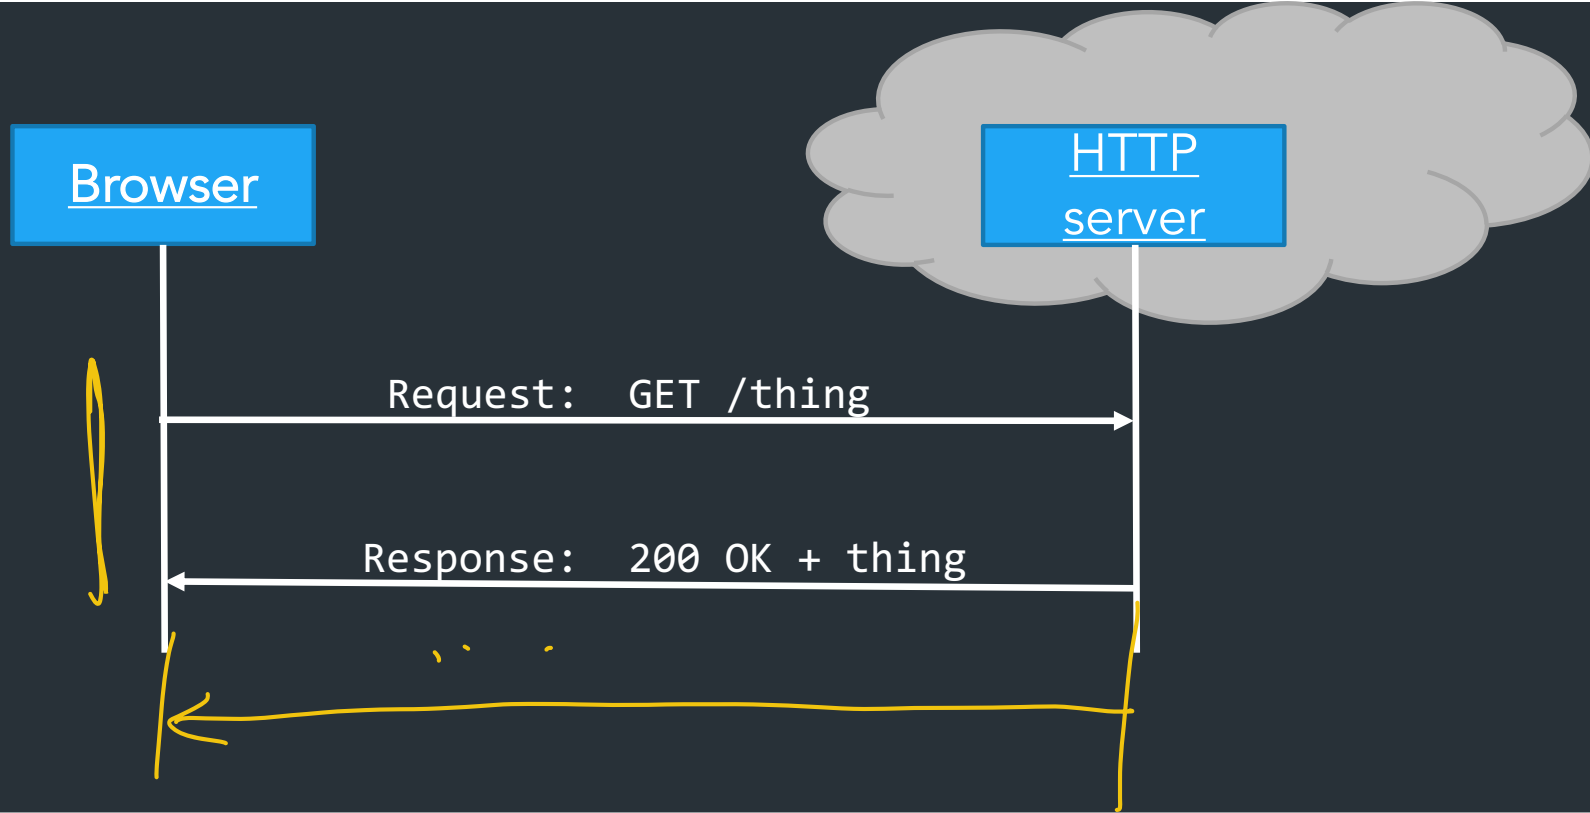 Browser
HTTP
server
Request:  GET /thing
Response:  200 OK + thing